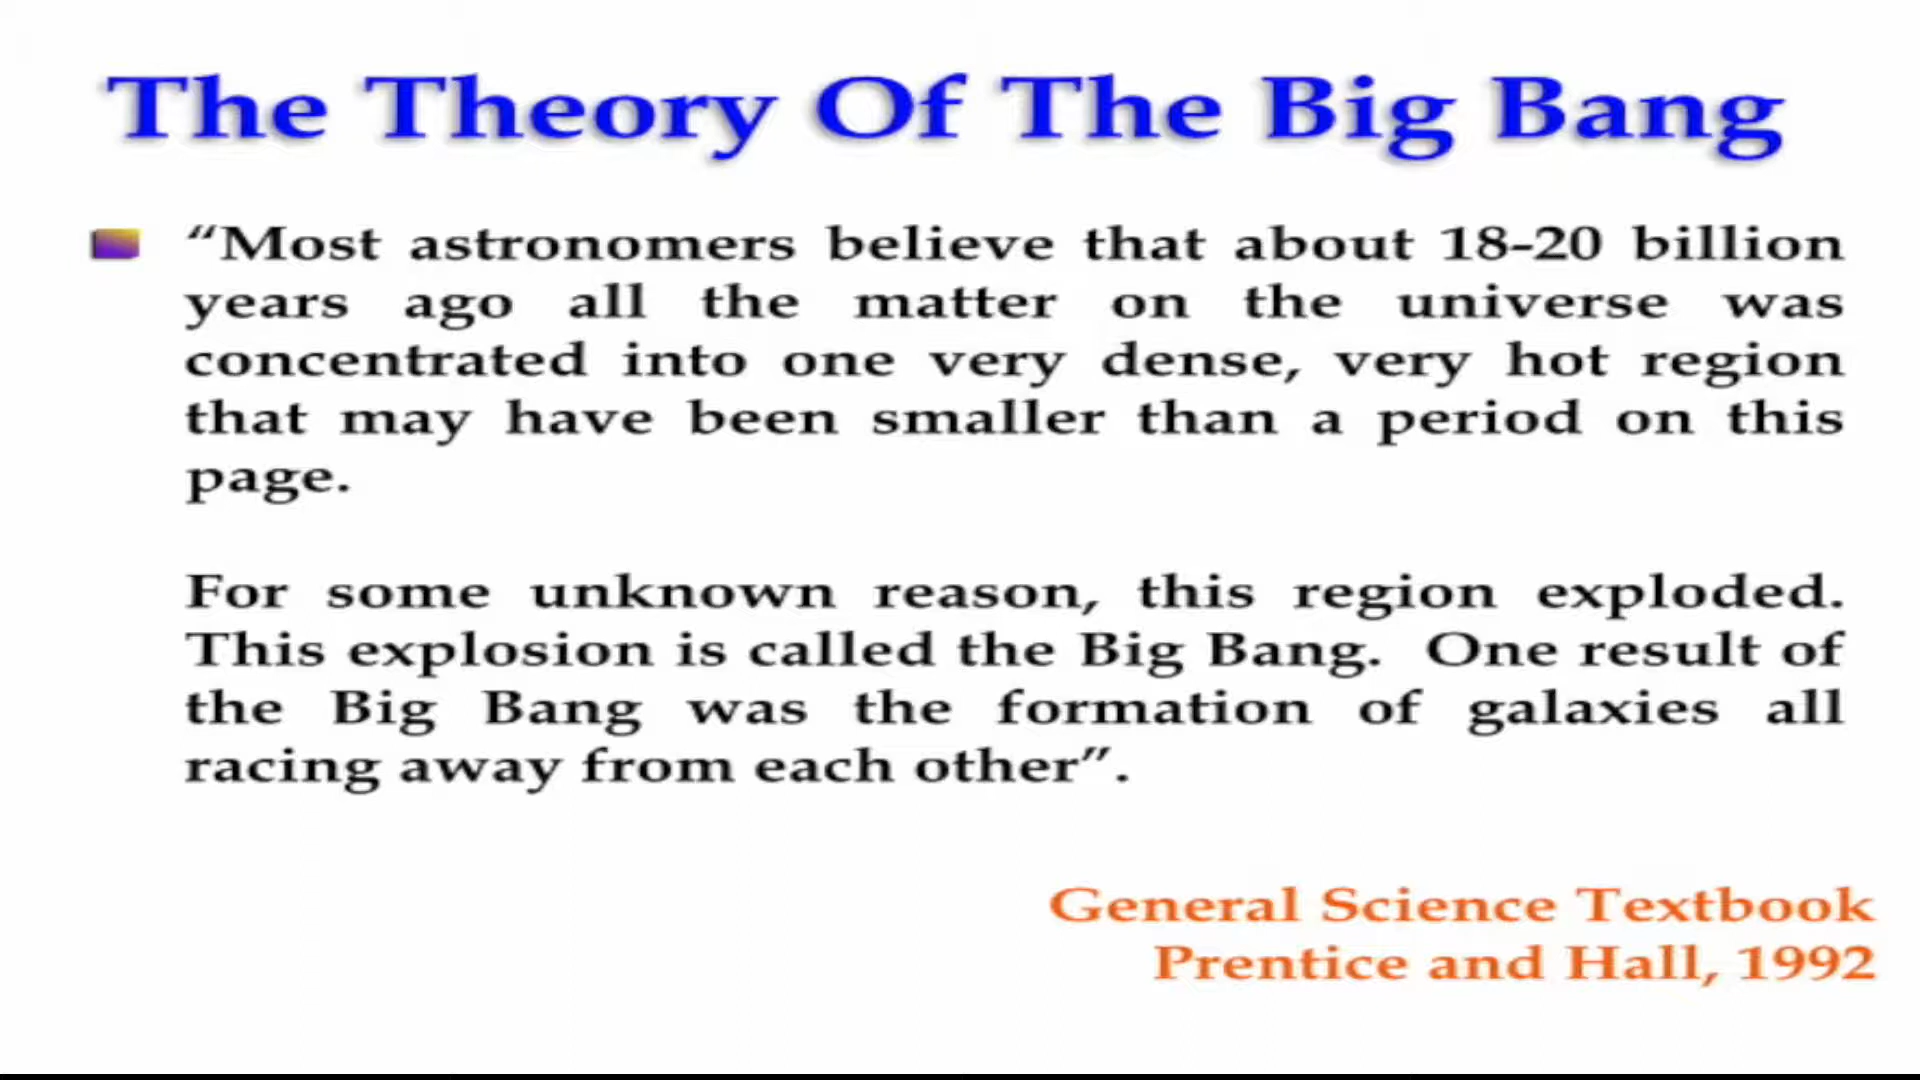 The Theory Of The Big Bang
“Most astronomers believe that about 18-20 billion
years ago all the matter on the universe was
concentrated into one very dense, very hot region
that may have been smaller than a period on this
page.
For some unknown reason, this region exploded.
This explosion is called the Big Bang. One result of
the Big Bang was the formation of galaxies all
racing away from each other”.
General Science Textbook
Prentice and Hall, 1992